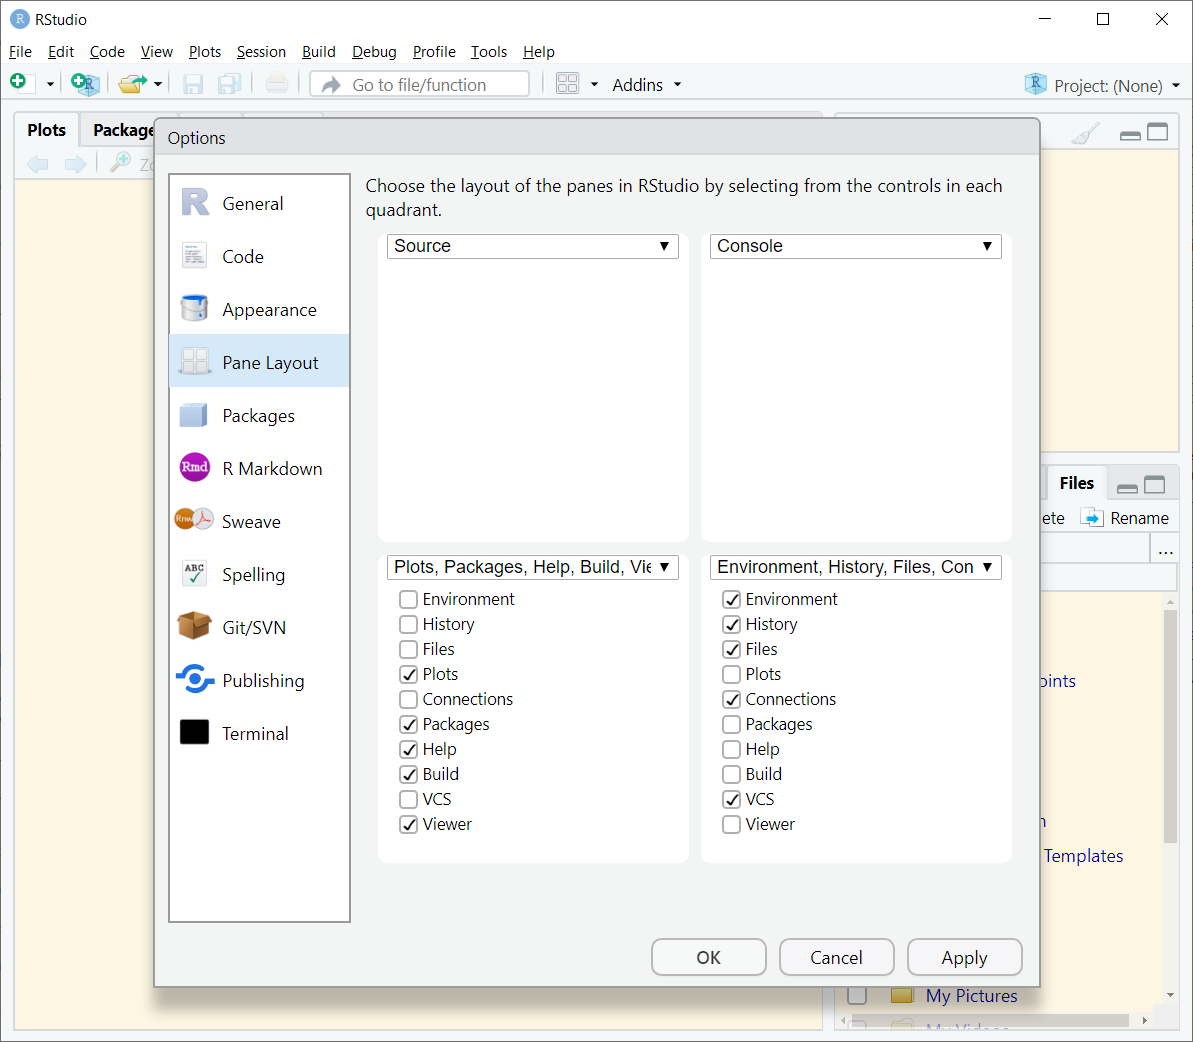 RStudio
File Edit Code View Plots Session Build Debug Profile Tools Help
Go to file/function
Addins
Project: (None)
Plots
Options
General
Code
Appearance
Pane Layout
Packages
R Markdown
Sweave
Spelling
Git/SVN
Publishing
Terminal
Choose the layout of the panes in RStudio by selecting from the controls in each
quadrant.
Source
Console
Plots, Packages, Help, Build, Vie
Environment
History
Files
Plots
Connections
Packages
Help
Build
VCS
Viewer
Environment, History, Files, Con
Environment
History
Files
Plots
Connections
Packages
Help
Build
VCS
Viewer
OK
Cancel
Apply
Files
Rename
...
Templates
My Pictures